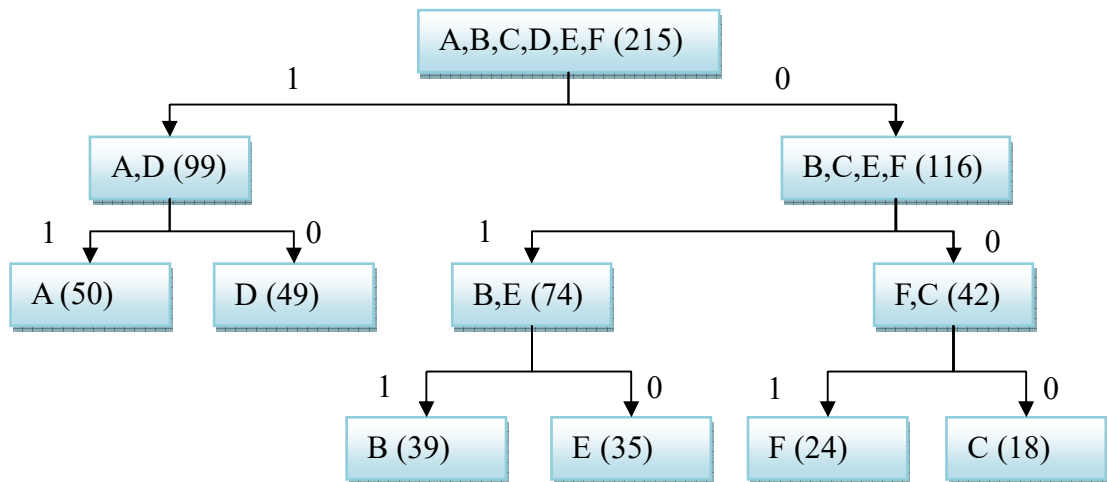 A,B,C,D,E,F (215)
1
0
A,D (99)
B,C,E,F (116)
1
0
1
0
A (50)
D (49)
B,E (74)
F,C (42)
1
0
1
0
B (39)
E (35)
F (24)
C (18)